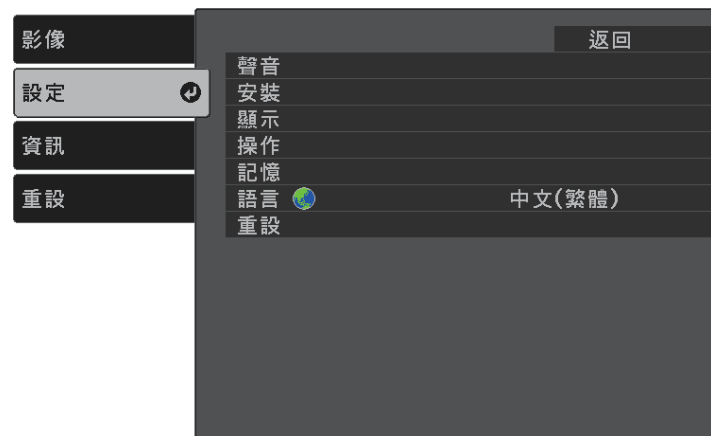 影像
設定
資訊
重設
返回
聲音
安裝
顯示
操作
記憶
語言 中文(繁體)
重設